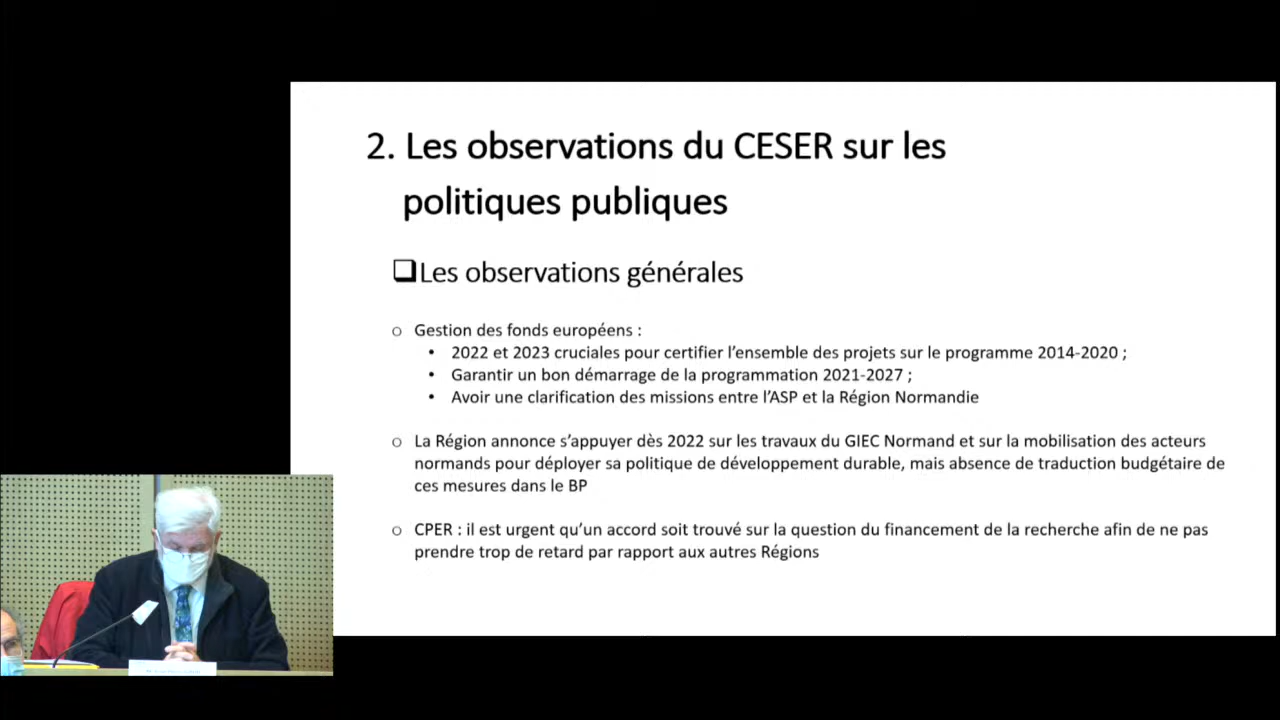 2. Les observations du CESER sur les
politiques publiques
❑Les observations générales
o Gestion des fonds européens :
• 2022 et 2023 cruciales pour certifier l'ensemble des projets sur le programme 2014-2020 ;
• Garantir un bon démarrage de la programmation 2021-2027 ;
• Avoir une clarification des missions entre l'ASP et la Région Normandie
o La Région annonce s'appuyer dès 2022 sur les travaux du GIEC Normand et sur la mobilisation des acteurs
normands pour déployer sa politique de développement durable, mais absence de traduction budgétaire de
ces mesures dans le BP
o CPER : il est urgent qu'un accord soit trouvé sur la question du financement de la recherche afin de ne pas
prendre trop de retard par rapport aux autres Régions